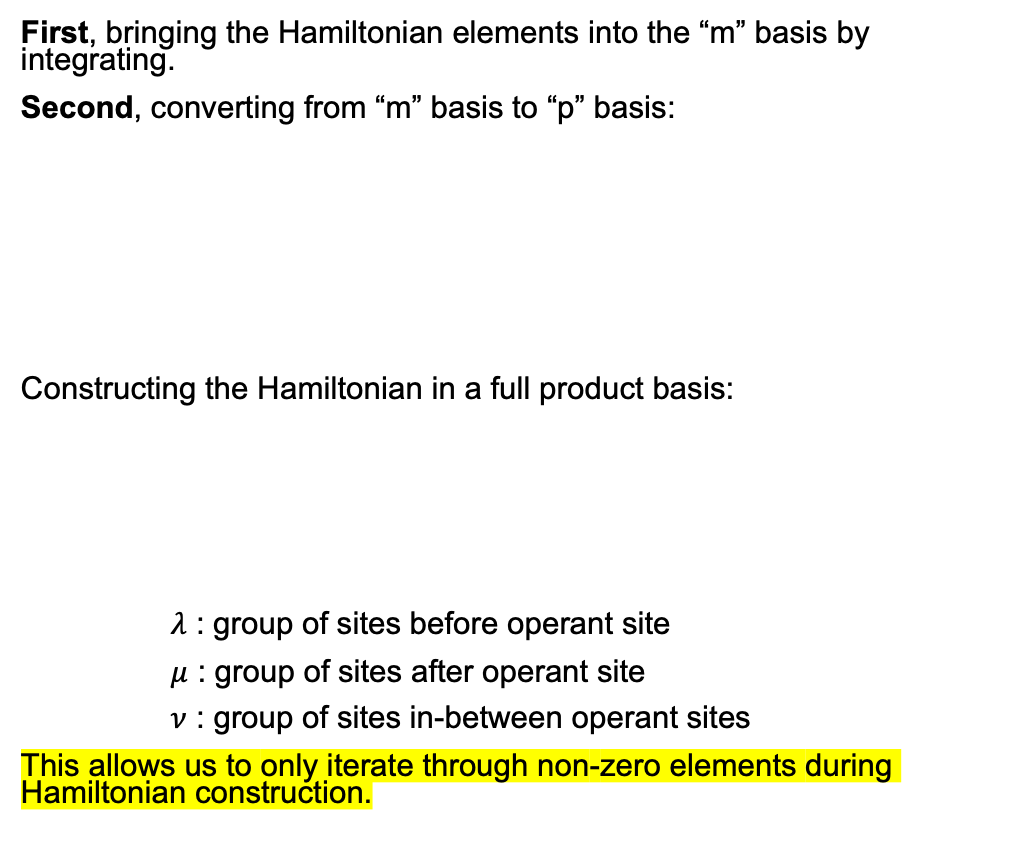 First, bringing the Hamiltonian elements into the “m” basis by
integrating.
Second, converting from “m” basis to “p” basis:
Constructing the Hamiltonian in a full product basis:
λ : group of sites before operant site
μ : group of sites after operant site
ν : group of sites in-between operant sites
This allows us to only iterate through non-zero elements during
Hamiltonian construction.